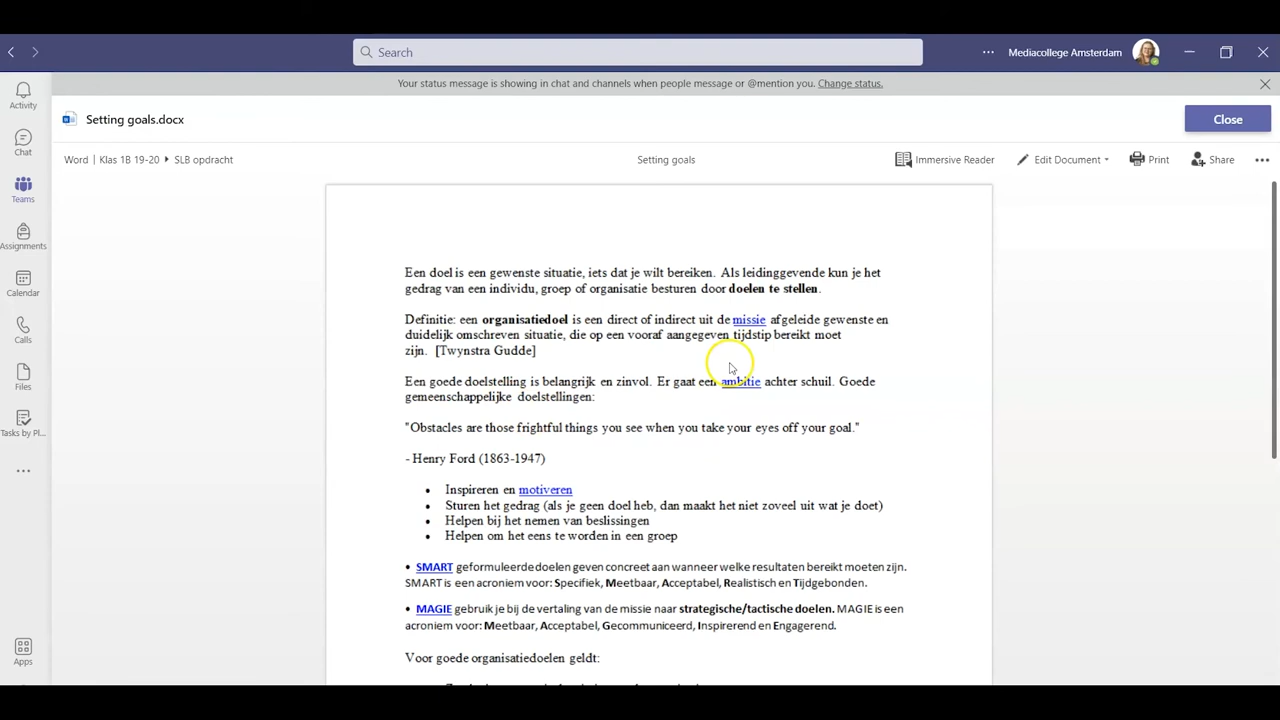 Search
Mediacollege Amsterdam
Your status message is showing in chat and channels when people message or @mention you. Change status.
Activity
Chat
Teams
Assignments
Calendar
Calls
Files
Tasks by Pl...
Apps
Setting goals.docx
Close
Word | Klas 1B 19-20 SLB opdracht
Setting goals
Immersive Reader
Edit Document
Print
Share
Een doel is een gewenste situatie, iets dat je wilt bereiken. Als leidinggevende kun je het
gedrag van een individu, groep of organisatie besturen door doelen te stellen.
Definitie: een organisatiedoel is een direct of indirect uit de missie afgeleide gewenste en
duidelijk omschreven situatie, die op een vooraf aangegeven tijdstip bereikt moet
zijn. [Twynstra Gudde]
Een goede doelstelling is belangrijk en zinvol. Er gaat een ambitie achter schuil. Goede
gemeenschappelijke doelstellingen:
"Obstacles are those frightful things you see when you take your eyes off your goal."
- Henry Ford (1863-1947)
• Inspireren en motiveren
• Sturen het gedrag (als je geen doel heb, dan maakt het niet zoveel uit wat je doet)
• Helpen bij het nemen van beslissingen
• Helpen om het eens te worden in een groep
• SMART geformuleerde doelen geven concreet aan wanneer welke resultaten bereikt moeten zijn.
SMART is een acroniem voor: Specifiek, Meetbaar, Acceptabel, Realistisch en Tijdgebonden.
• MAGIE gebruik je bij de vertaling van de missie naar strategische/tactische doelen. MAGIE is een
acroniem voor: Meetbaar, Acceptabel, Gecommuniceerd, Inspirerend en Engagerend.
Voor goede organisatiedoelen geldt: